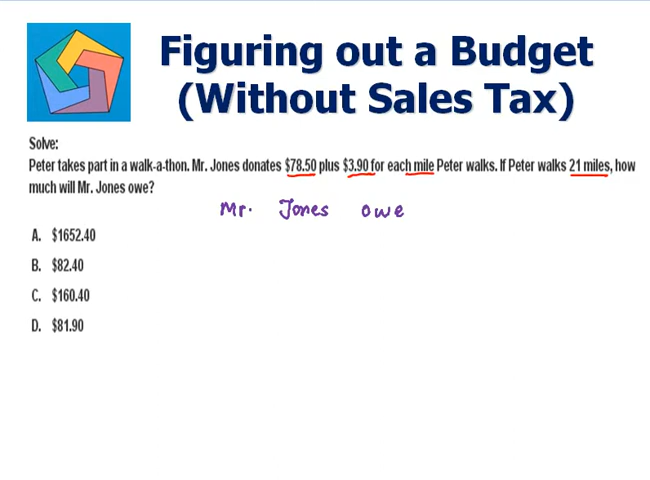 Figuring out a Budget
(Without Sales Tax)
Solve:
Peter takes part in a walk-a-thon. Mr. Jones donates $78.50 plus $3.90 for each mile Peter walks. If Peter walks 21 miles, how
much will Mr. Jones owe?
Mr. Jones owe
A. $1652.40
B. $82.40
C. $160.40
D. $81.90